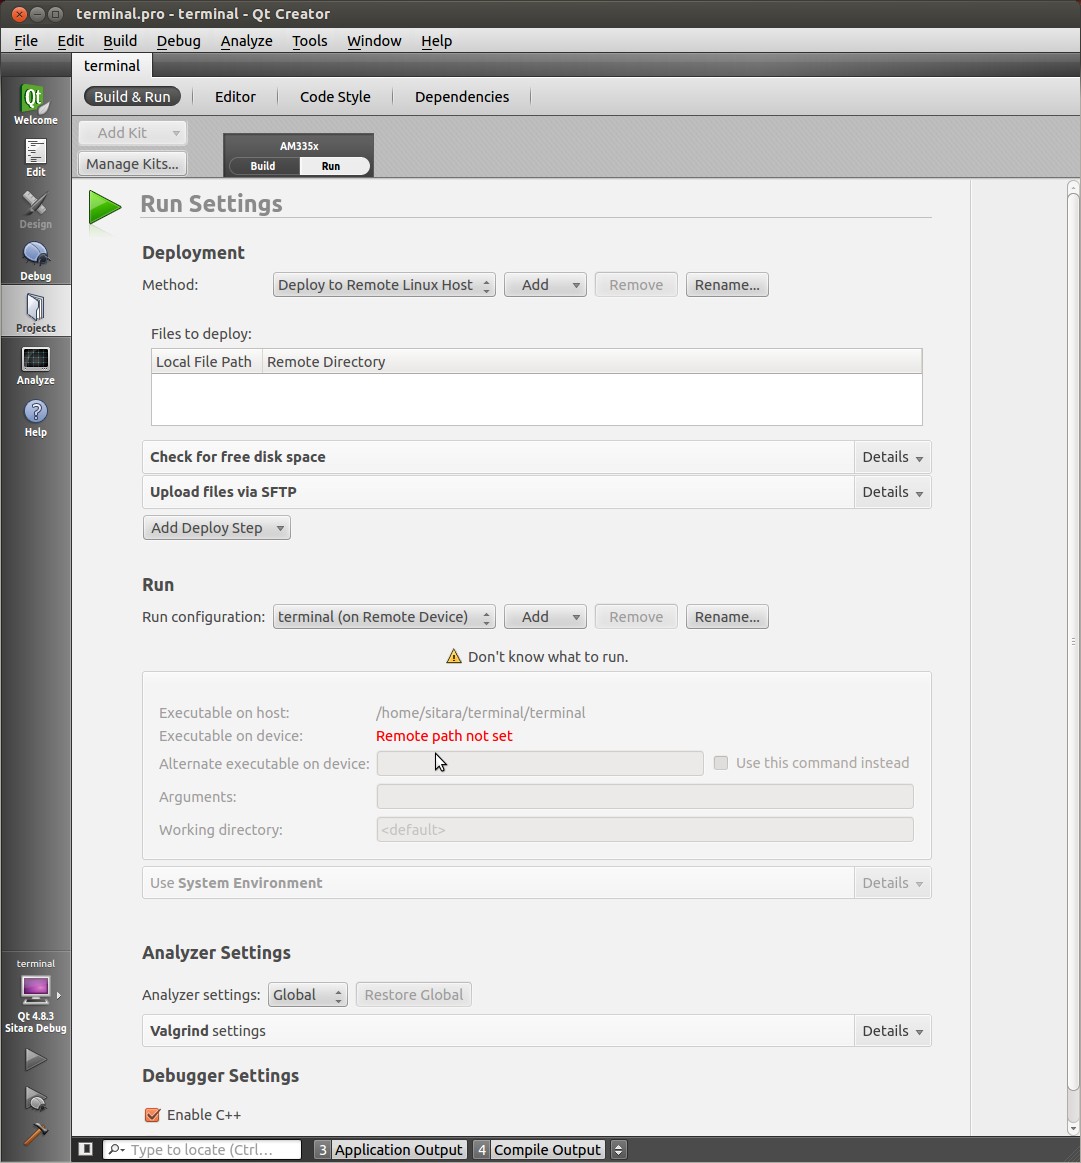 terminal.pro - terminal - Qt Creator
File Edit Build Debug Analyze Tools Window Help
terminal
Build & Run Editor Code Style Dependencies
Add Kit
Manage Kits...
AM335x
Build Run
Qt
Welcome
Edit
Design
Debug
Projects
Analyze
Help
Run Settings
Deployment
Method: Deploy to Remote Linux Host Add Remove Rename...
Files to deploy:
Local File Path Remote Directory
Check for free disk space Details
Upload files via SFTP Details
Add Deploy Step
Run
Run configuration: terminal (on Remote Device) Add Remove Rename...
Don't know what to run.
Executable on host: /home/sitara/terminal/terminal
Executable on device: Remote path not set
Alternate executable on device: Use this command instead
Arguments:
Working directory: <default>
Use System Environment Details
Analyzer Settings
Analyzer settings: Global Restore Global
Valgrind settings Details
Debugger Settings
Enable C++
terminal
Qt 4.8.3
Sitara Debug
Type to locate (Ctrl... 3 Application Output 4 Compile Output